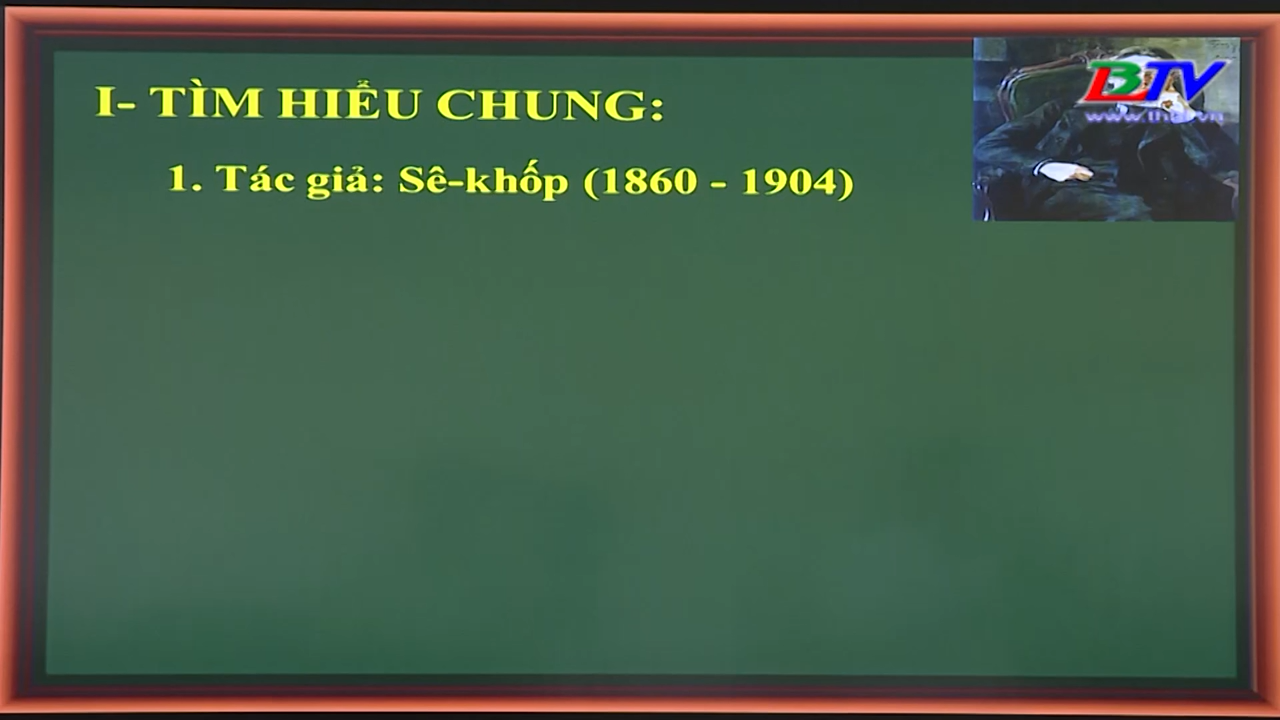 I- TÌM HIỂU CHUNG:
1. Tác giả: Sê-khốp (1860 - 1904)
BTV